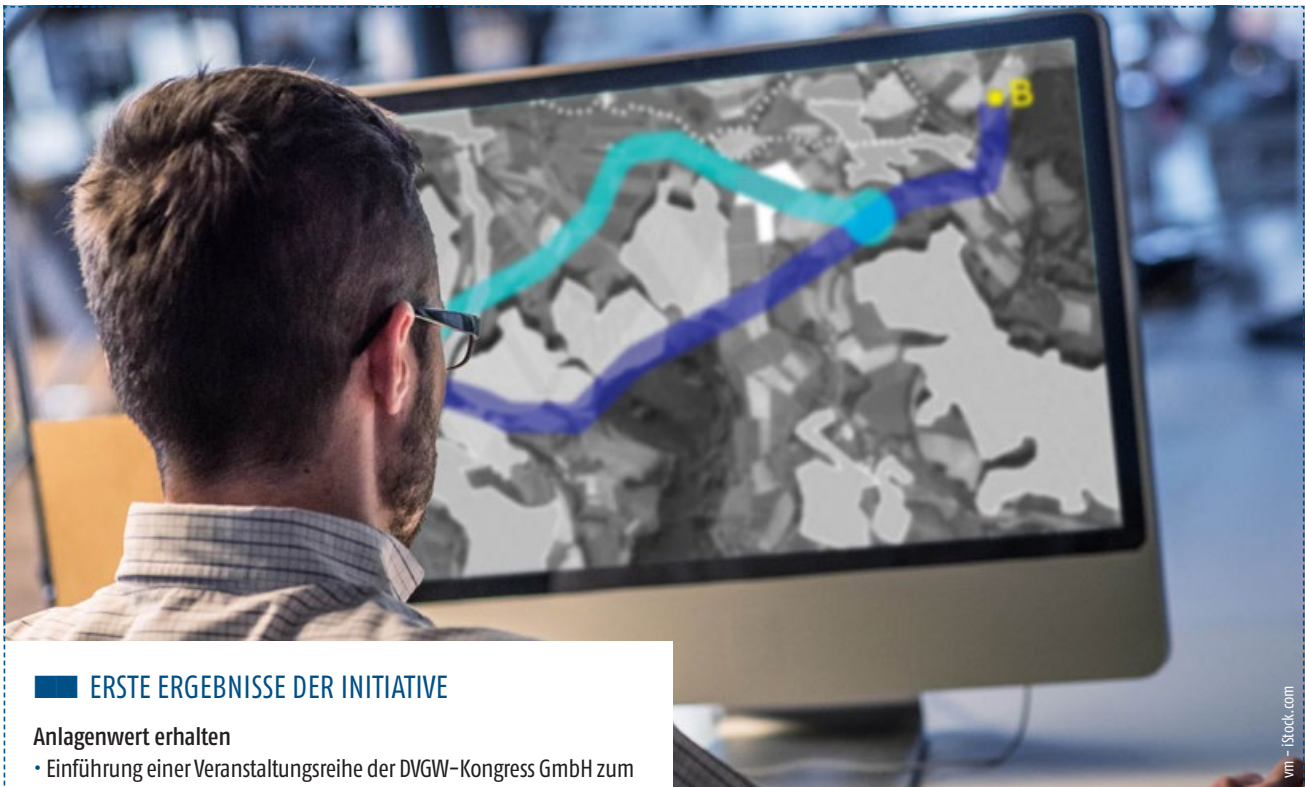 B
ERSTE ERGEBNISSE DER INITIATIVE
Anlagenwert erhalten
· Einführung einer Veranstaltungsreihe der DVGW-Kongress GmbH zum
vm – iStock.com